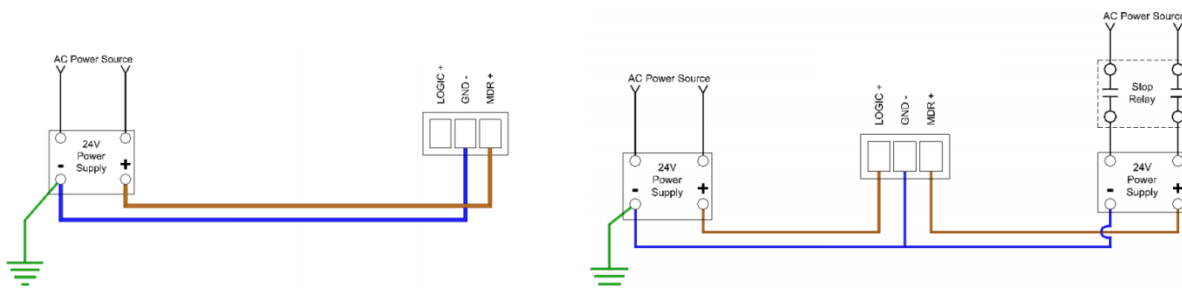 AC Power Source
LOGIC +
GND -
MDR +
24V
Power
Supply
- +
AC Power Source
LOGIC +
GND -
MDR +
24V
Power
Supply
- +
AC Power Source
Stop
Relay
24V
Power
Supply
- +